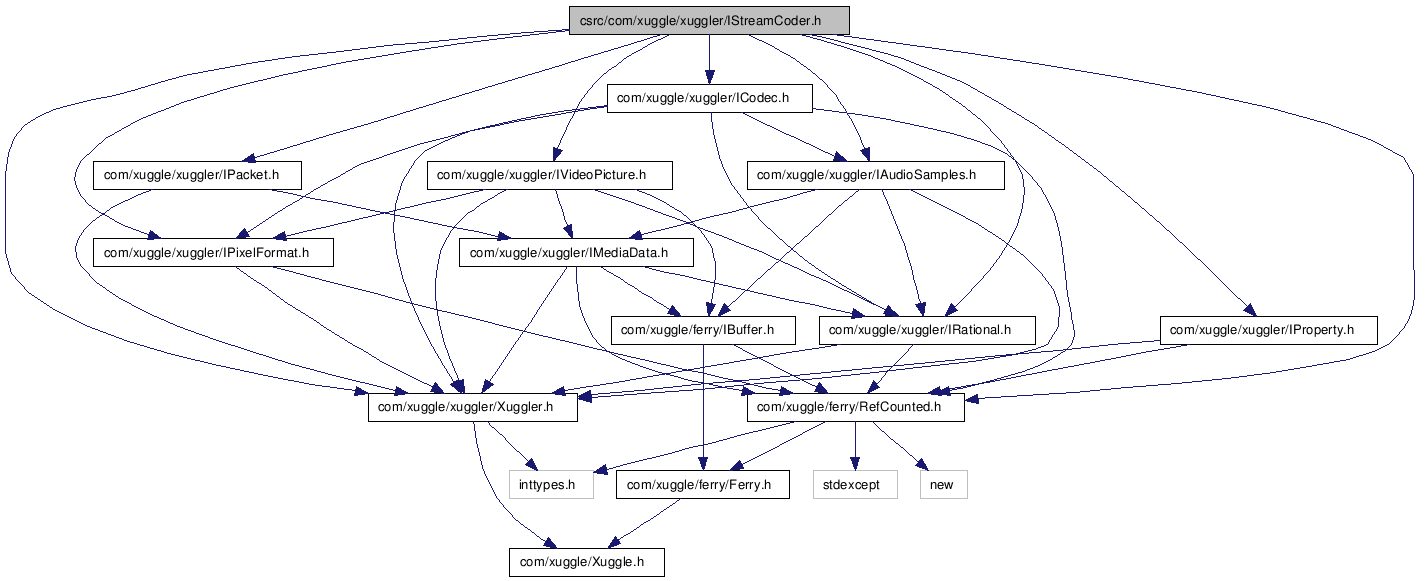 csrc/com/xuggle/xuggler/IStreamCoder.h
com/xuggle/xuggler/ICodec.h
com/xuggle/xuggler/IPacket.h
com/xuggle/xuggler/IVideoPicture.h
com/xuggle/xuggler/IAudioSamples.h
com/xuggle/xuggler/IPixelFormat.h
com/xuggle/xuggler/IMediaData.h
com/xuggle/ferry/IBuffer.h
com/xuggle/xuggler/IRational.h
com/xuggle/xuggler/IProperty.h
com/xuggle/xuggler/Xuggler.h
com/xuggle/ferry/RefCounted.h
inttypes.h
com/xuggle/ferry/Ferry.h
stdexcept
new
com/xuggle/Xuggle.h